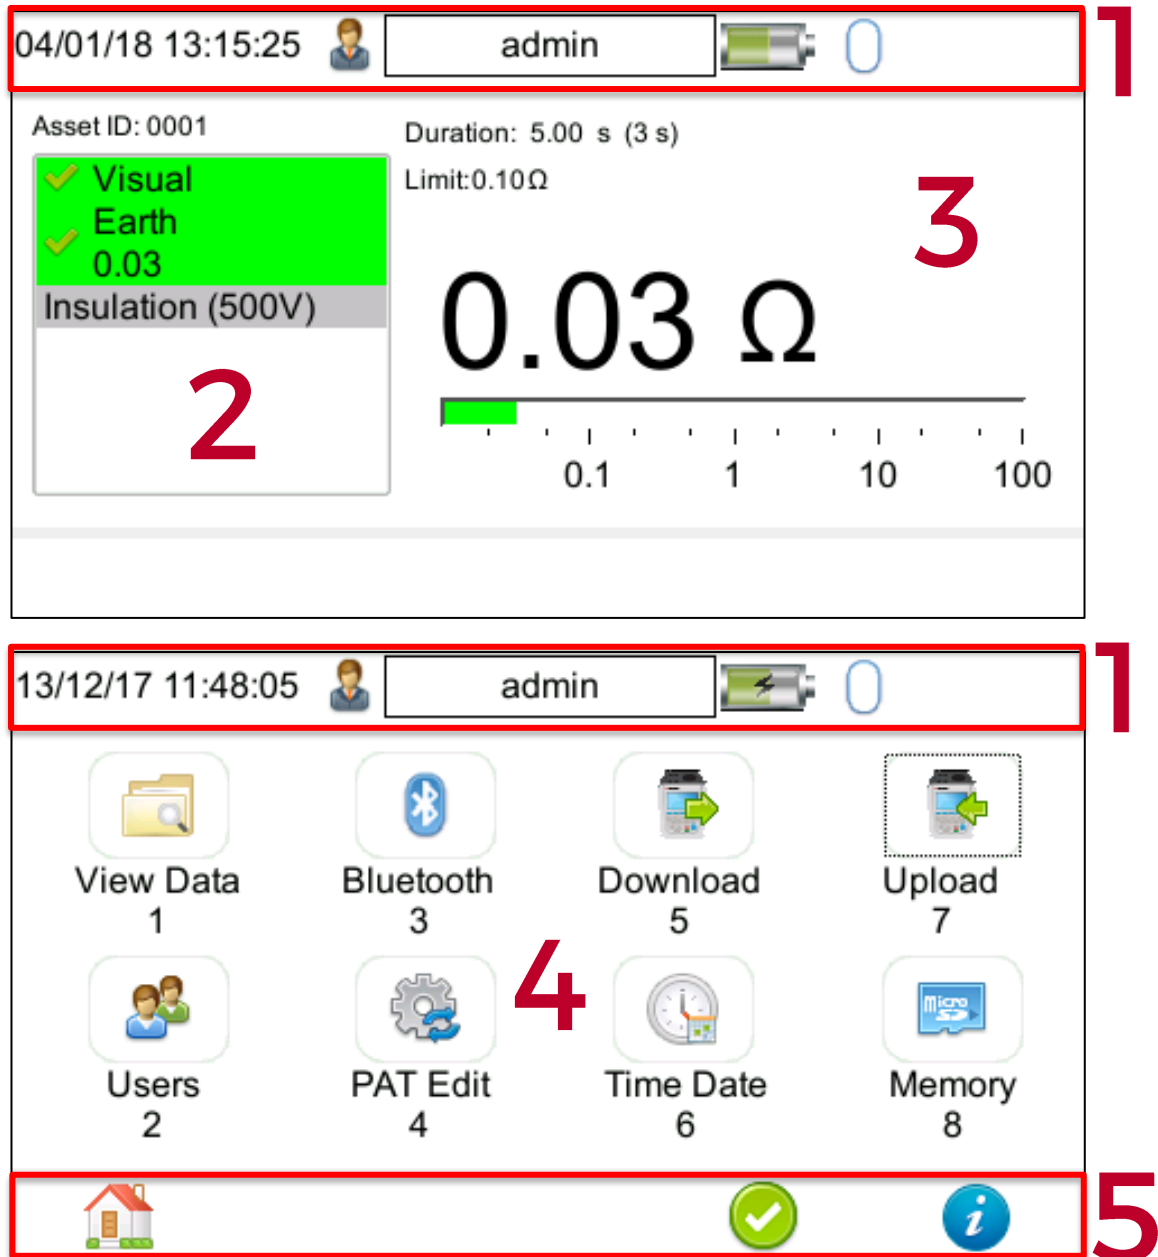 04/01/18 13:15:25 admin 1
Asset ID: 0001
Duration: 5.00 s (3 s)
Limit:0.10Ω
Visual
Earth
0.03
Insulation (500V)
2
3
0.03 Ω
0.1 1 10 100
13/12/17 11:48:05 admin 1
View Data Bluetooth Download Upload
1 3 5 7
4
Micro SD
Users PAT Edit Time Date Memory
2 4 6 8
i 5